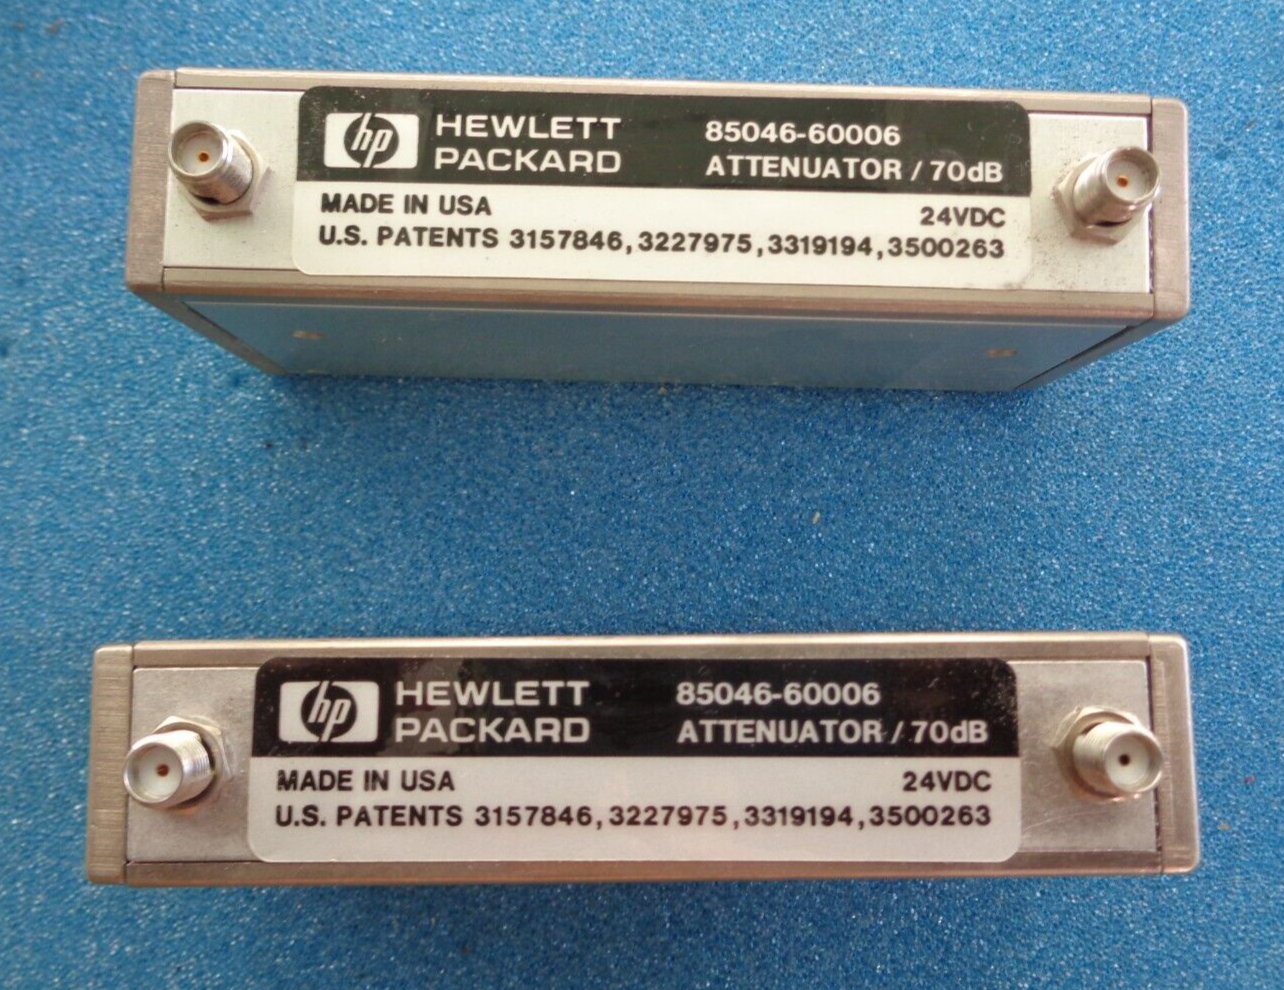 hp HEWLETT PACKARD
85046-60006
ATTENUATOR / 70dB
MADE IN USA
24VDC
U.S. PATENTS 3157846,3227975,3319194,3500263
hp HEWLETT PACKARD
85046-60006
ATTENUATOR / 70dB
MADE IN USA
24VDC
U.S. PATENTS 3157846,3227975,3319194,3500263